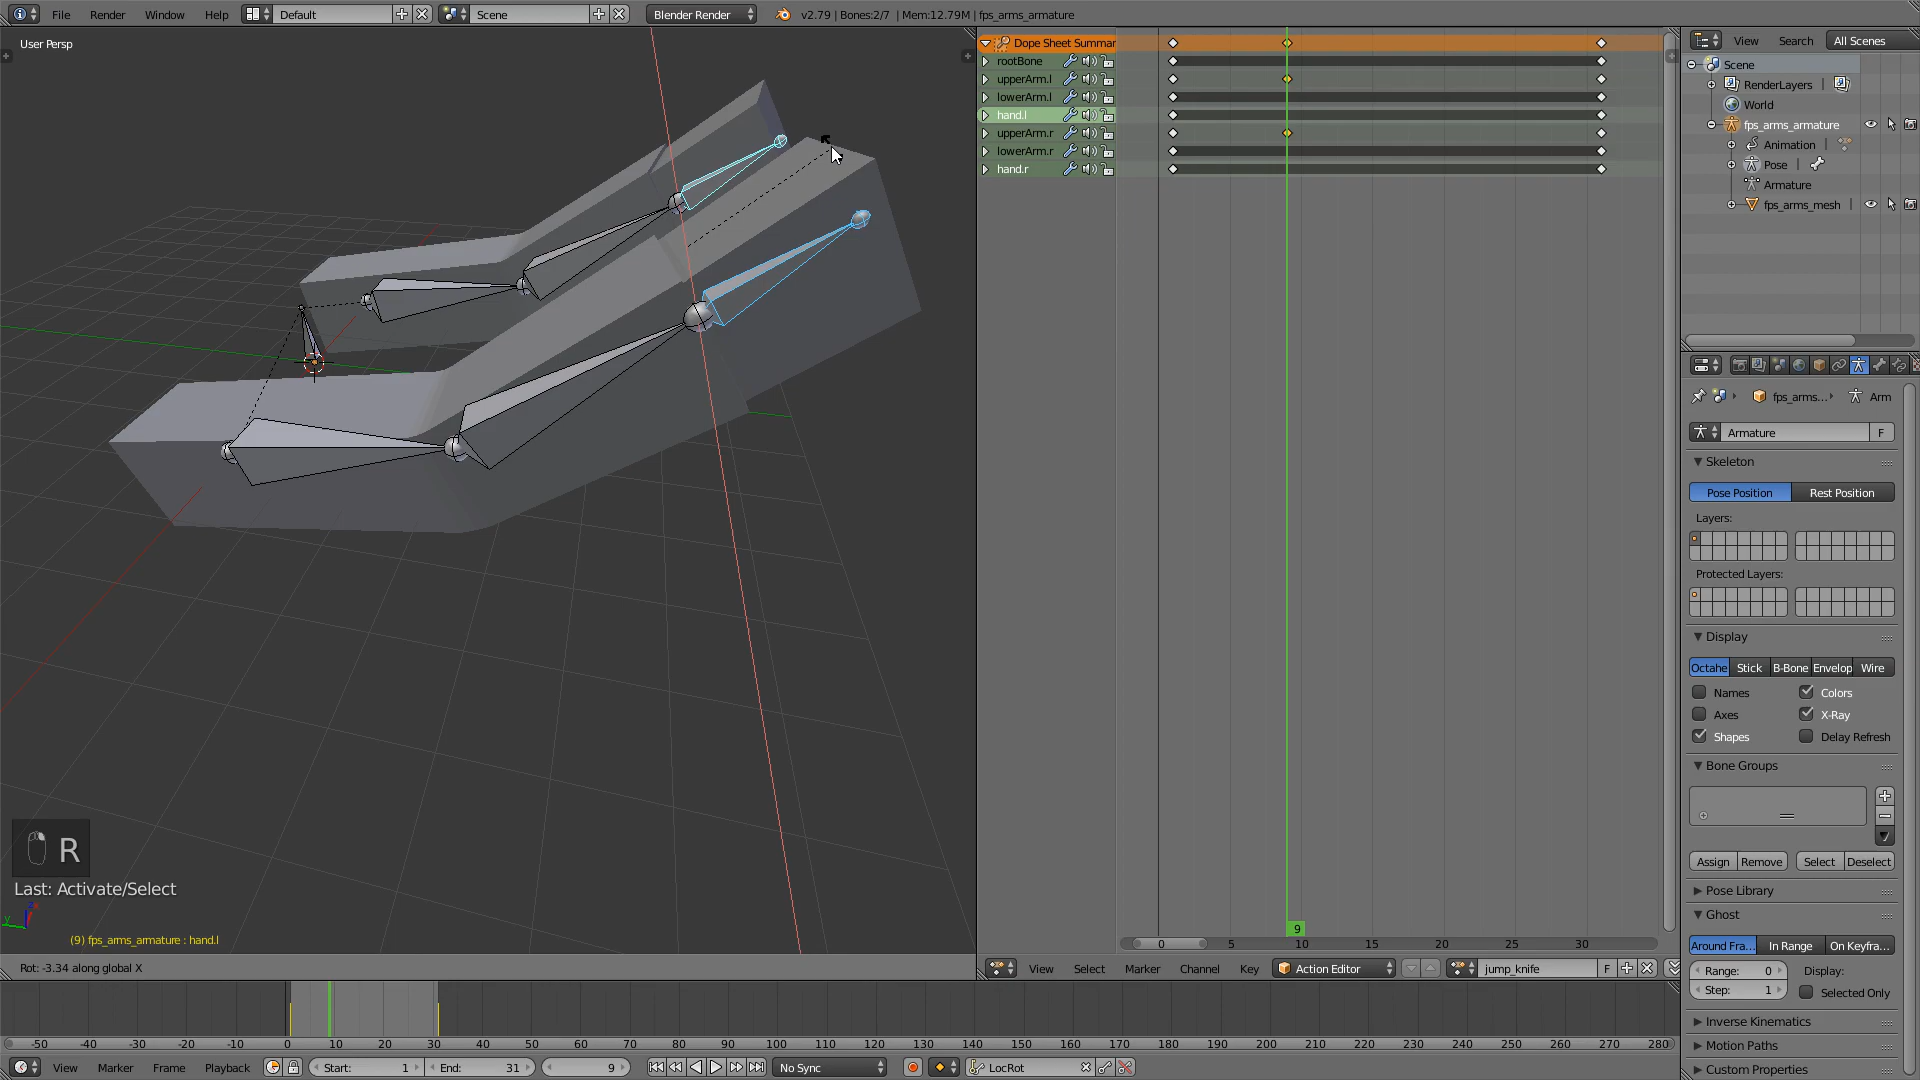 File Render Window Help Default Scene Blender Render v2.79 | Bones:2/7 | Mem:12.79M | fps_arms_armature
User Persp
Dope Sheet Summar
rootBone
upperArm.l
lowerArm.l
hand.l
upperArm.r
lowerArm.r
hand.r
View Search All Scenes
Scene
RenderLayers
World
fps_arms_armature
Animation
Pose
Armature
fps_arms_mesh
fps_arms... Arm
Armature F
Skeleton
Pose Position Rest Position
Layers:
Protected Layers:
Display
Octahe Stick B-Bone Envelop Wire
Names Colors
Axes X-Ray
Shapes Delay Refresh
Bone Groups
Assign Remove Select Deselect
Pose Library
Ghost
Around Fra... In Range On Keyfra...
Range: 0 Display:
Step: 1 Selected Only
Inverse Kinematics
Motion Paths
Custom Properties
R
Last: Activate/Select
y z x
(9) fps_arms_armature : hand.l
Rot: -3.34 along global X
9
0 5 10 15 20 25 30
View Select Marker Channel Key Action Editor jump_knife F
-50 -40 -30 -20 -10 0 10 20 30 40 50 60 70 80 90 100 110 120 130 140 150 160 170 180 190 200 210 220 230 240 250 260 270 280
View Marker Frame Playback Start: 1 End: 31 9 No Sync LocRot